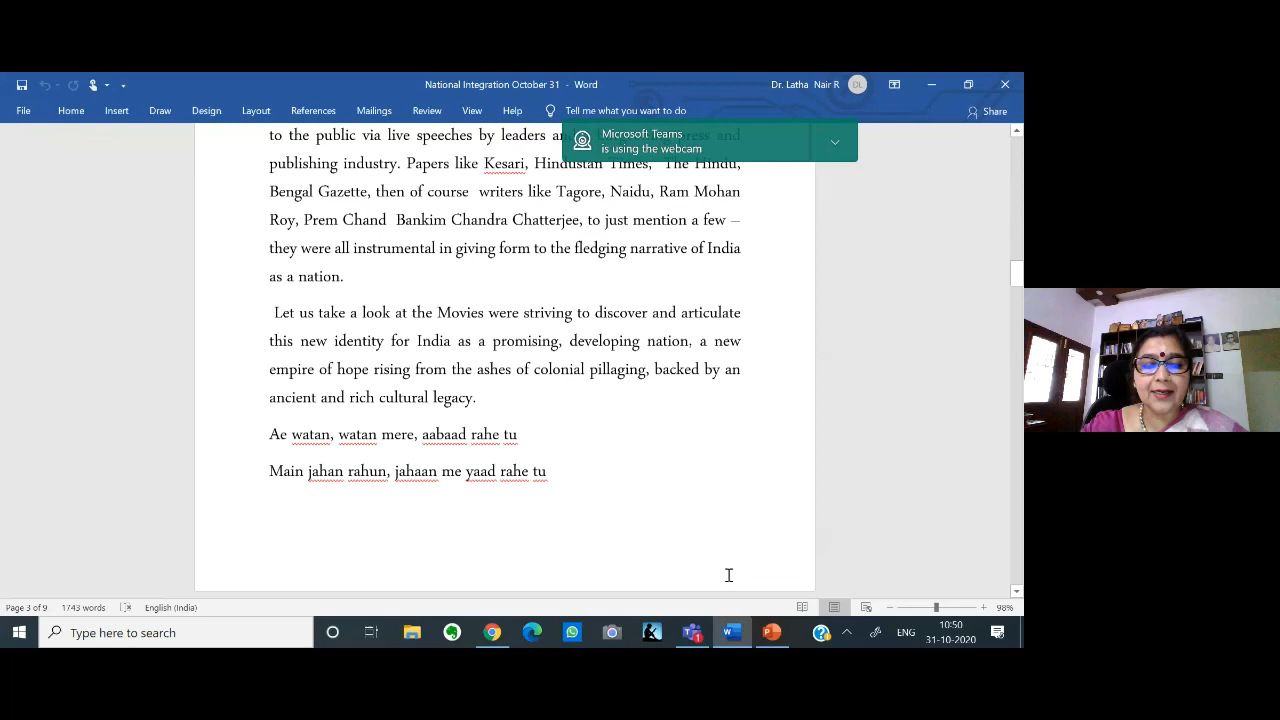 National Integration October 31 - Word
Dr. Latha Nair R
DL
File Home Insert Draw Design Layout References Mailings Review View Help Tell me what you want to do
Share
Microsoft Teams
is using the webcam
to the public via live speeches by leaders and
publishing industry. Papers like Kesari, Hindustan Times, The Hindu,
Bengal Gazette, then of course writers like Tagore, Naidu, Ram Mohan
Roy, Prem Chand Bankim Chandra Chatterjee, to just mention a few –
they were all instrumental in giving form to the fledging narrative of India
as a nation.
Let us take a look at the Movies were striving to discover and articulate
this new identity for India as a promising, developing nation, a new
empire of hope rising from the ashes of colonial pillaging, backed by an
ancient and rich cultural legacy.
Ae watan, watan mere, aabaad rahe tu
Main jahan rahun, jahaan me yaad rahe tu
Page 3 of 9 1743 words English (India) 98%
Type here to search
1
ENG
10:50
31-10-2020